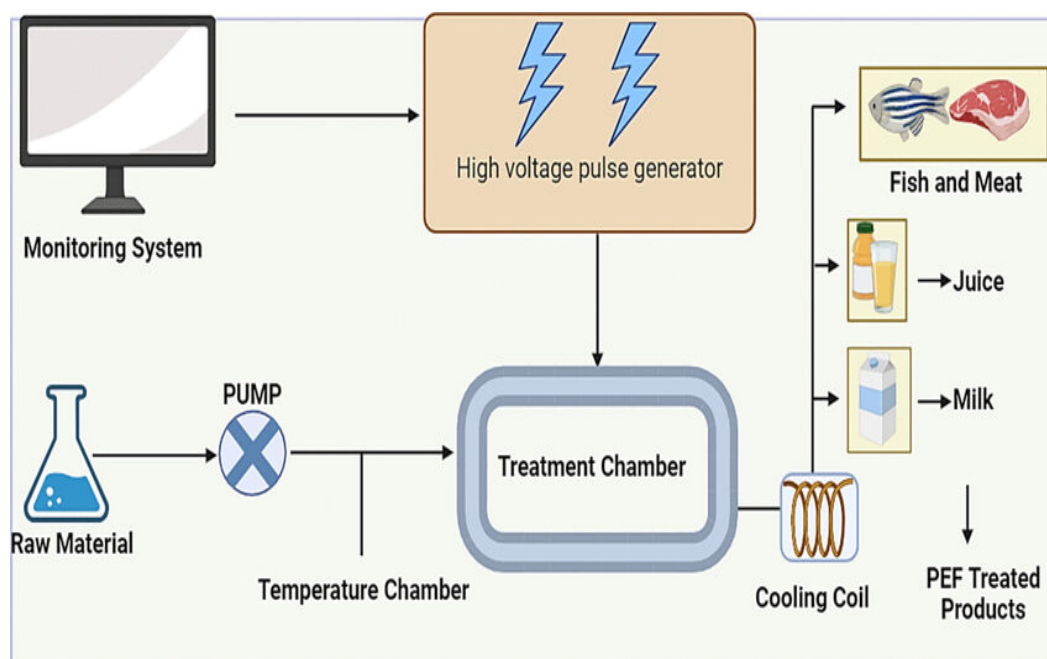 High voltage pulse generator
Monitoring System
Fish and Meat
Juice
Milk
PUMP
Treatment Chamber
Raw Material
Temperature Chamber
Cooling Coil
PEF Treated
Products